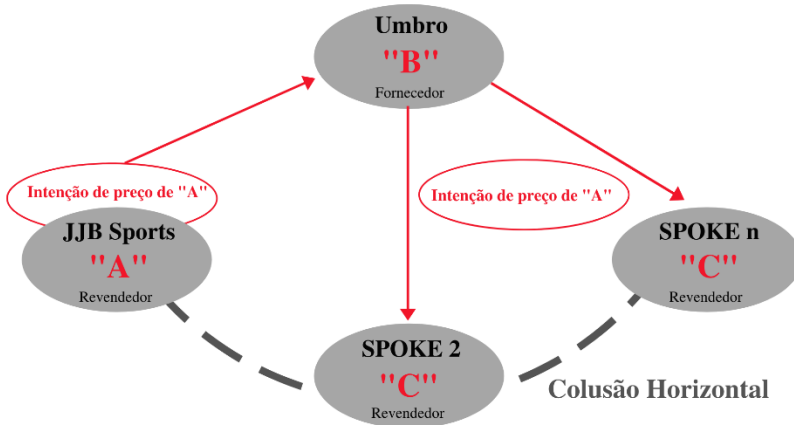 Umbro
"B"
Fornecedor
Intenção de preço de "A"
Intenção de preço de "A"
JJB Sports
"A"
Revendedor
SPOKE n
"C"
Revendedor
SPOKE 2
"C"
Revendedor
Colusão Horizontal